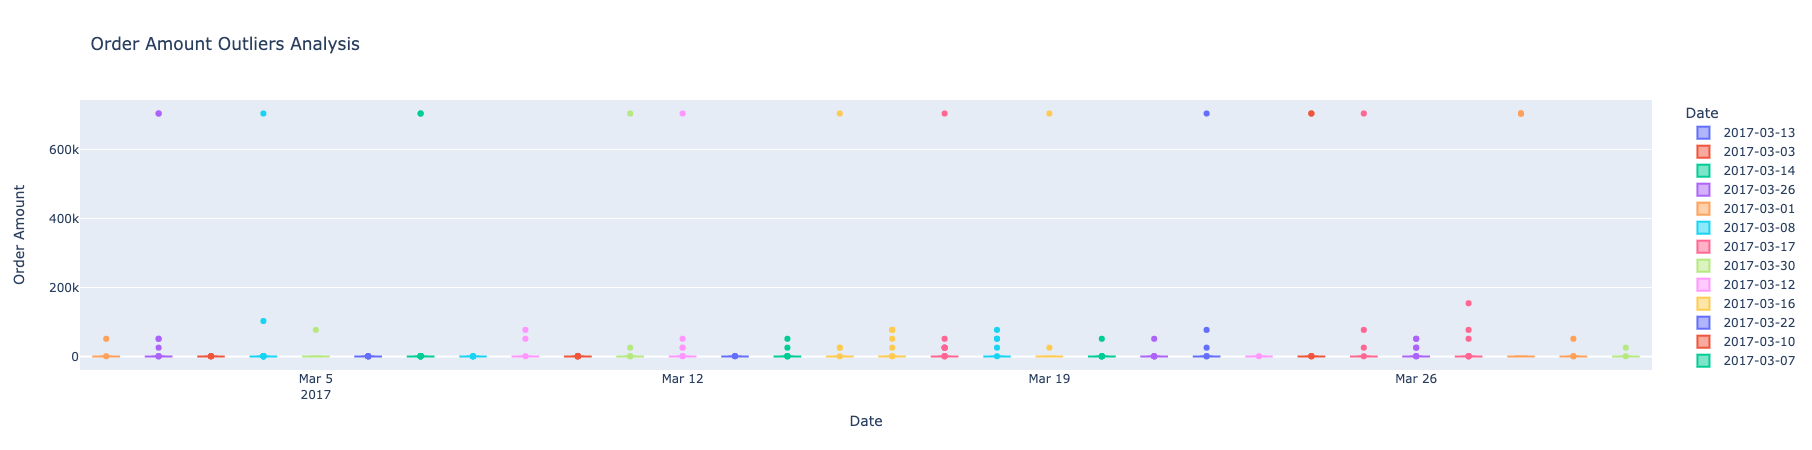 Order Amount Outliers Analysis
Order Amount
600k
400k
200k
0
Mar 5
2017
Mar 12
Mar 19
Mar 26
Date
Date
2017-03-13
2017-03-03
2017-03-14
2017-03-26
2017-03-01
2017-03-08
2017-03-17
2017-03-30
2017-03-12
2017-03-16
2017-03-22
2017-03-10
2017-03-07